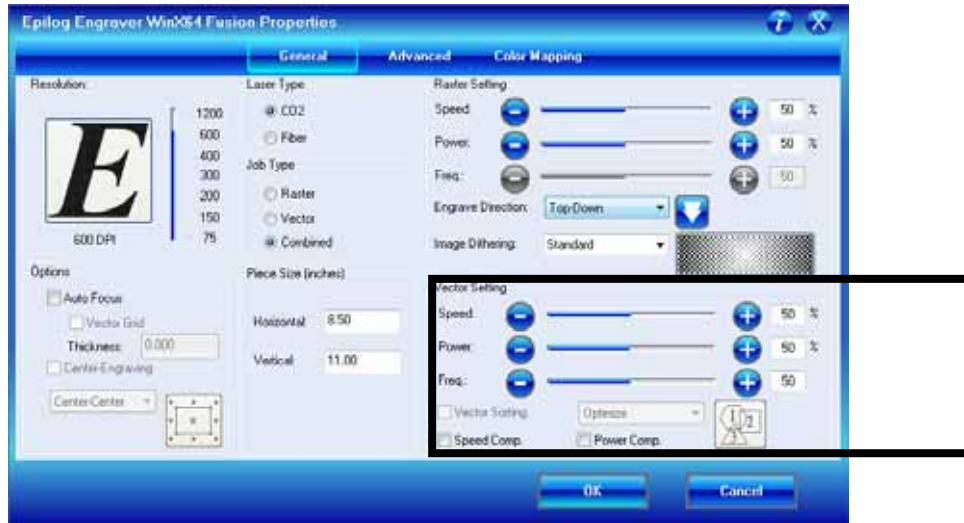 Epilog Engraver WinX64 Fusion Properties
General Advanced Color Mapping
Resolution:
E
1200
600
400
300
200
150
75
600 DPI
Options
Auto Focus
Vector Grid
Thickness: 0.000
Center-Engraving
Center-Center
Laser Type
CO2
Fiber
Job Type
Raster
Vector
Combined
Piece Size (inches)
Horizontal: 8.50
Vertical: 11.00
Raster Setting
Speed: 50 %
Power: 50 %
Freq.: 50
Engrave Direction: Top-Down
Image Dithering: Standard
Vector Setting
Speed: 50 %
Power: 50 %
Freq.: 50
Vector Sorting Optimize
1 2 3
Speed Comp. Power Comp.
OK Cancel